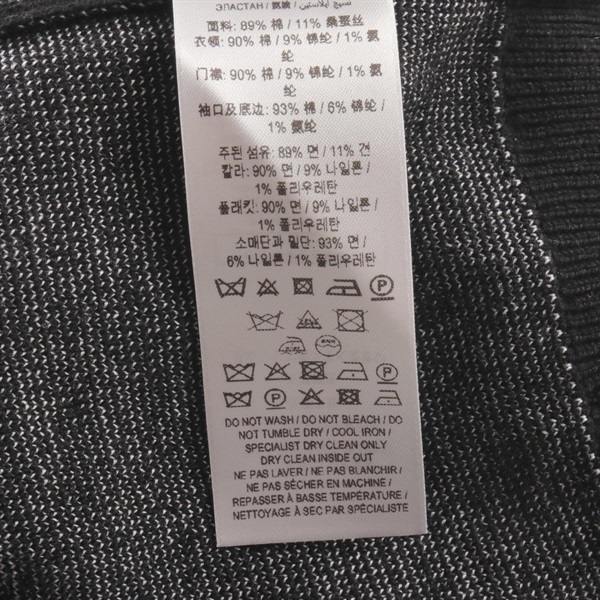 ЭЛАСТАН / 氨綸 / نسيج إيلاستين
面料: 89% 棉 / 11% 桑蚕丝
衣领: 90% 棉 / 9% 锦纶 / 1% 氨
纶
门襟: 90% 棉 / 9% 锦纶 / 1% 氨
纶
袖口及底边: 93% 棉 / 6% 锦纶 /
1% 氨纶
주된 섬유: 89% 면 / 11% 견
칼라: 90% 면 / 9% 나일론 /
1% 폴리우레탄
플래킷: 90% 면 / 9% 나일론 /
1% 폴리우레탄
소매단과 밑단: 93% 면 /
6% 나일론 / 1% 폴리우레탄
P
P
P
DO NOT WASH / DO NOT BLEACH / DO
NOT TUMBLE DRY / COOL IRON /
SPECIALIST DRY CLEAN ONLY
DRY CLEAN INSIDE OUT
NE PAS LAVER / NE PAS BLANCHIR /
NE PAS SÉCHER EN MACHINE /
REPASSER À BASSE TEMPÉRATURE /
NETTOYAGE À SEC PAR SPÉCIALISTE